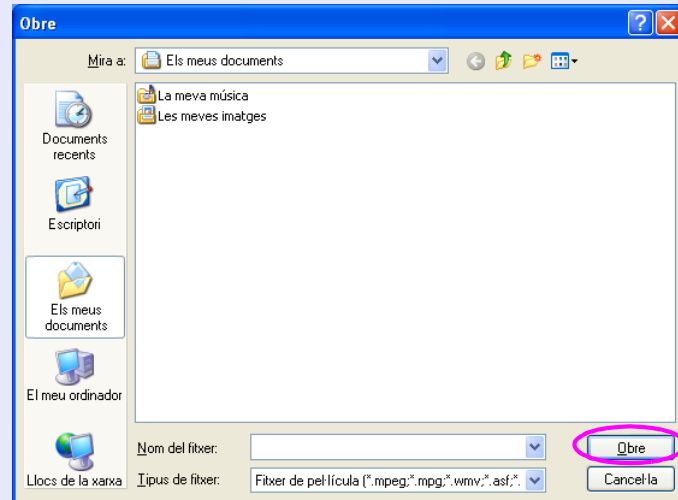 Obre
Mira a: Els meus documents
La meva música
Les meves imatges
Documents
recents
Escriptori
Els meus
documents
El meu ordinador
Llocs de la xarxa
Nom del fitxer: Obre
Tipus de fitxer: Fitxer de pel·lícula (*.mpeg;*.mpg;*.wmv;*.asf;*. Cancel·la